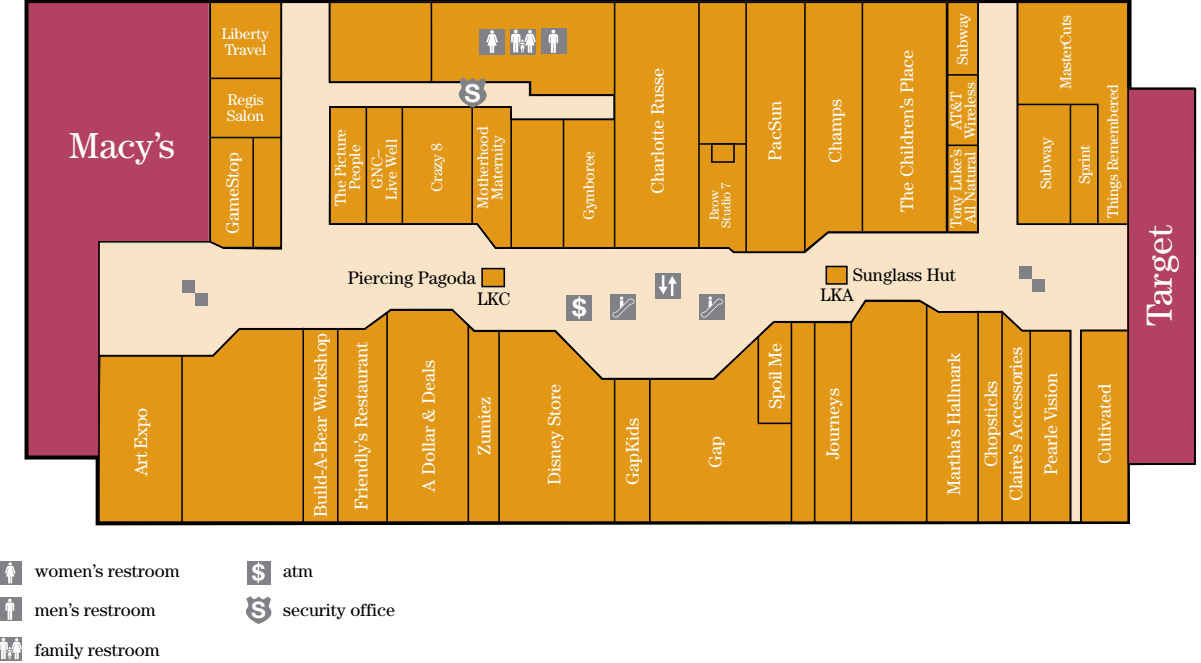 Macy's
Liberty
Travel
Regis
Salon
GameStop
The Picture
People
GNC–
Live Well
Crazy 8
Motherhood
Maternity
S
Gymboree
Charlotte Russe
Brow
Studio 7
PacSun
Champs
The Children's Place
Subway
AT&T
Wireless
Tony Luke's
All Natural
MasterCuts
Subway
Sprint
Things Remembered
Target
Piercing Pagoda
LKC
$
Sunglass Hut
LKA
Art Expo
Build-A-Bear Workshop
Friendly's Restaurant
A Dollar & Deals
Zumiez
Disney Store
GapKids
Gap
Spoil Me
Journeys
Martha's Hallmark
Chopsticks
Claire's Accessories
Pearle Vision
Cultivated
women's restroom
$ atm
men's restroom
S security office
family restroom